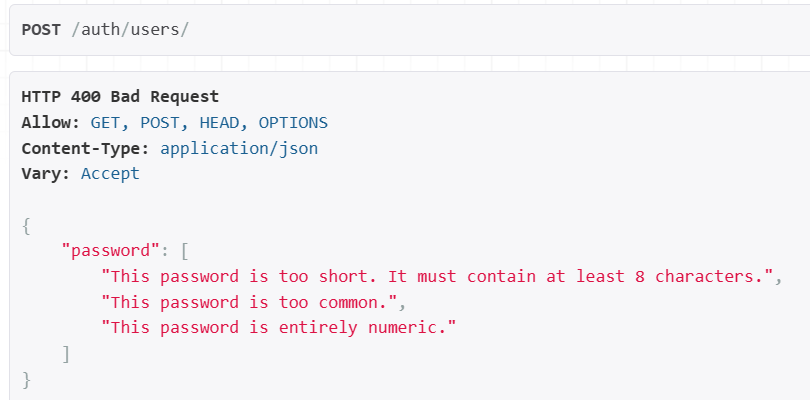 POST /auth/users/
HTTP 400 Bad Request
Allow: GET, POST, HEAD, OPTIONS
Content-Type: application/json
Vary: Accept
{
    "password": [
        "This password is too short. It must contain at least 8 characters.",
        "This password is too common.",
        "This password is entirely numeric."
    ]
}